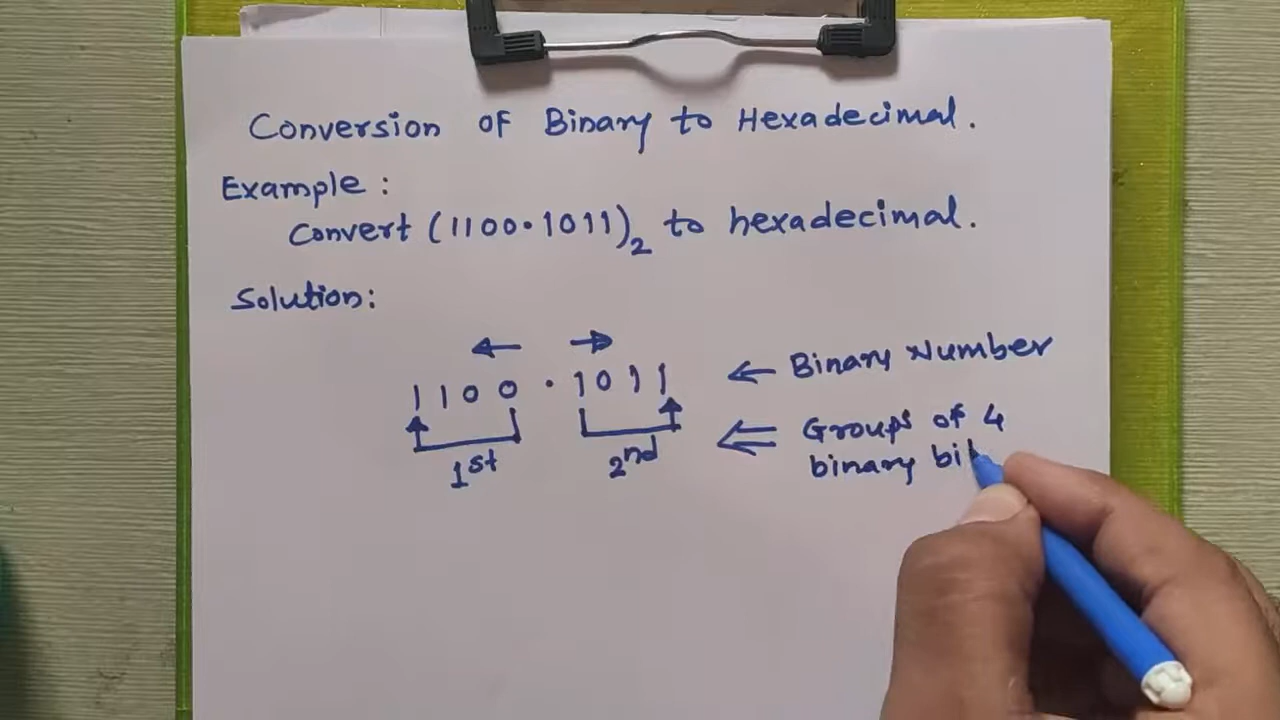 Conversion of Binary to Hexadecimal.
Example :
Convert (1100.1011)2 to hexadecimal.
Solution:
← →
1100.1011 ← Binary Number
1st 2nd ⇐ Groups of 4
binary bi